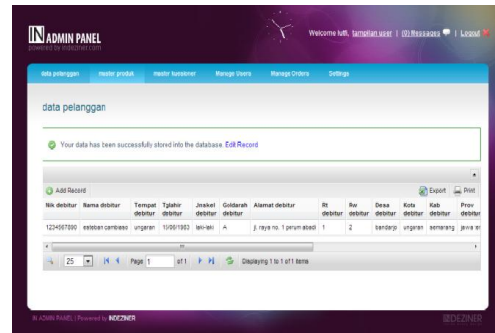 IN ADMIN PANEL
powered by indeziner.com
Welcome lutfi, tampilan user | (0) Messages | Logout
data pelanggan master produk master kuesioner Manage Users Manage Orders Settings
data pelanggan
Your data has been successfully stored into the database. Edit Record
Add Record Export Print
Nik debitur Nama debitur Tempat debitur Tglahir debitur Jnskel debitur Goldarah debitur Alamat debitur Rt debitur Rw debitur Desa debitur Kota debitur Kab debitur Prov debitur
1234567890 esteban cambiaso ungaran 13/06/1983 laki-laki A jl. raya no. 1 perum abadi 1 2 bandarjo ungaran semarang jawa
25 Page 1 of 1 Displaying 1 to 1 of 1 items
IN ADMIN PANEL | Powered by INDEZINER INDEZINER